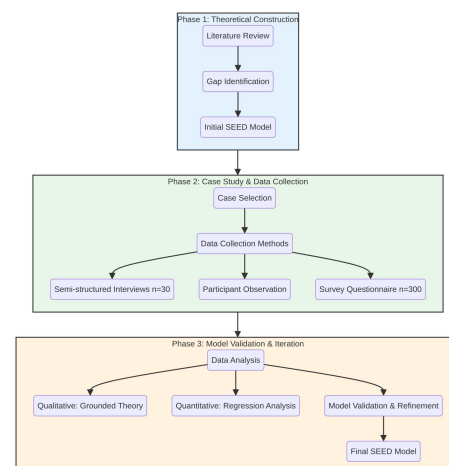 Phase 1: Theoretical Construction
Literature Review
Gap Identification
Initial SEED Model
Phase 2: Case Study & Data Collection
Case Selection
Data Collection Methods
Semi-structured Interviews n=30
Participant Observation
Survey Questionnaire n=300
Phase 3: Model Validation & Iteration
Data Analysis
Qualitative: Grounded Theory
Quantitative: Regression Analysis
Model Validation & Refinement
Final SEED Model